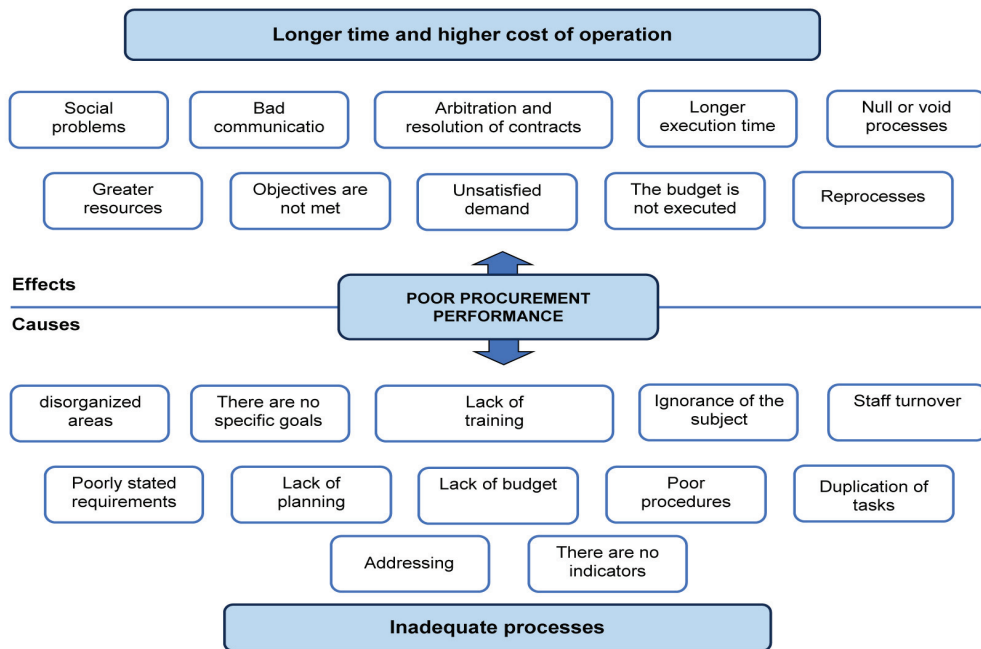 Longer time and higher cost of operation
Social
problems
Bad
communicatio
Arbitration and
resolution of contracts
Longer
execution time
Null or void
processes
Greater
resources
Objectives are
not met
Unsatisfied
demand
The budget is
not executed
Reprocesses
Effects
POOR PROCUREMENT
PERFORMANCE
Causes
disorganized
areas
There are no
specific goals
Lack of
training
Ignorance of the
subject
Staff turnover
Poorly stated
requirements
Lack of
planning
Lack of budget
Poor
procedures
Duplication of
tasks
Addressing
There are no
indicators
Inadequate processes